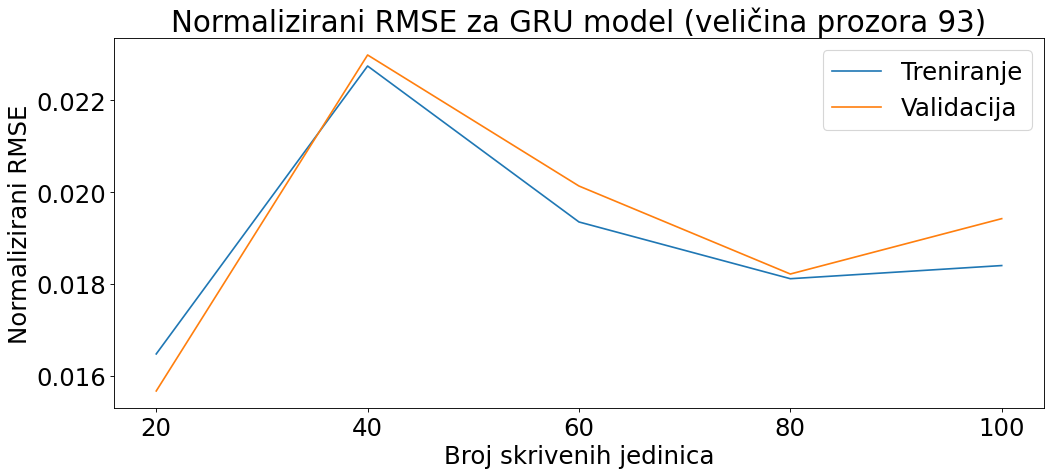 Normalizirani RMSE za GRU model (veličina prozora 93)
Treniranje
Validacija
Normalizirani RMSE
0.022
0.020
0.018
0.016
20 40 60 80 100
Broj skrivenih jedinica